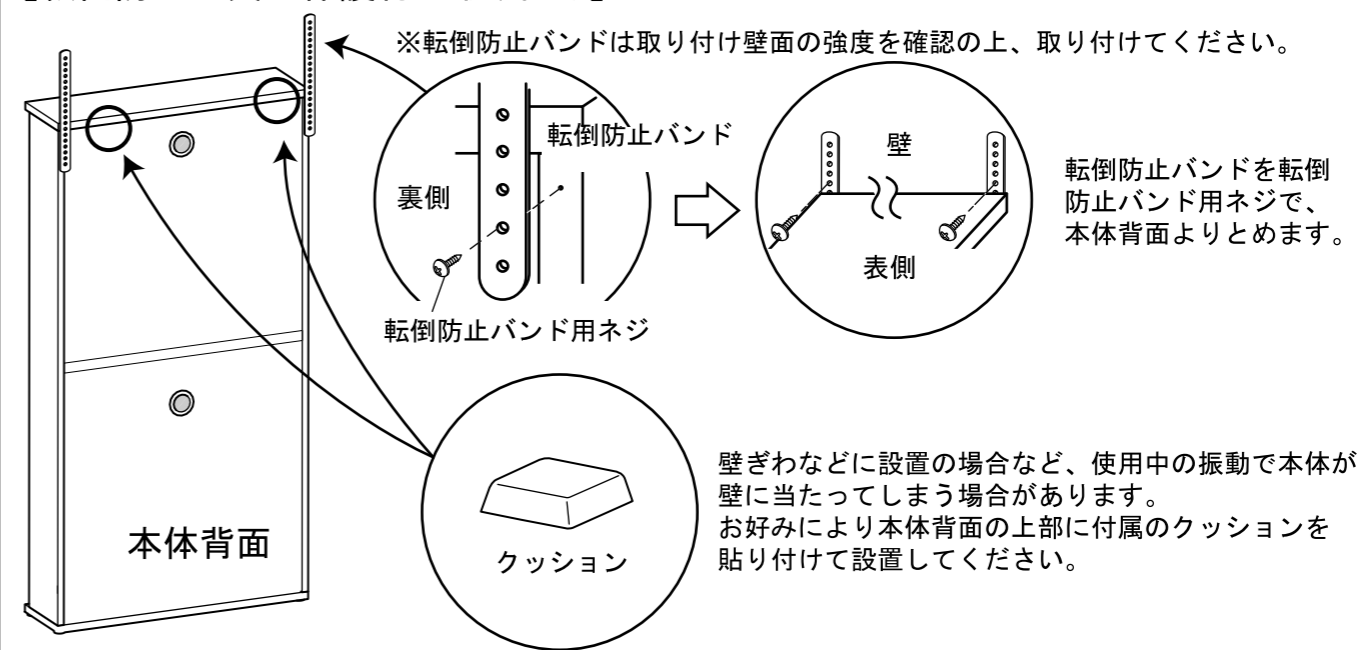 ※転倒防止バンドは取り付け壁面の強度を確認の上、取り付けてください。
転倒防止バンド
裏側
転倒防止バンド用ネジ
壁
表側
転倒防止バンドを転倒
防止バンド用ネジで、
本体背面よりとめます。
本体背面
クッション
壁ぎわなどに設置の場合など、使用中の振動で本体が
壁に当たってしまう場合があります。
お好みにより本体背面の上部に付属のクッションを
貼り付けて設置してください。